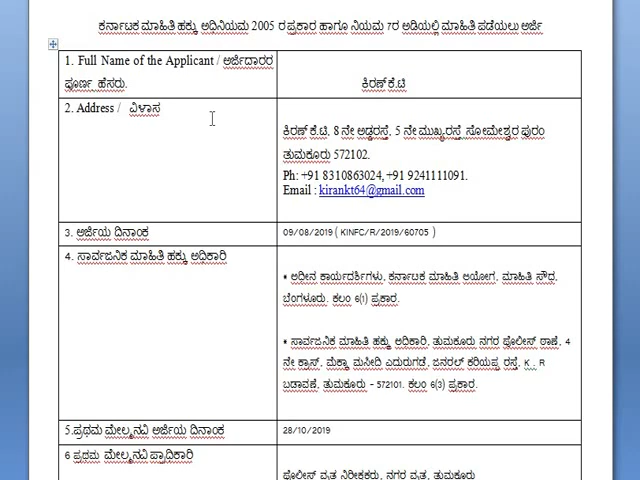 ಕರ್ನಾಟಕ ಮಾಹಿತಿ ಹಕ್ಕು ಅಧಿನಿಯಮ 2005 ರ ಪ್ರಕಾರ ಹಾಗೂ ನಿಯಮ 7ರ ಅಡಿಯಲ್ಲಿ ಮಾಹಿತಿ ಪಡೆಯಲು ಅರ್ಜಿ
1. Full Name of the Applicant / ಅರ್ಜಿದಾರರ
ಪೂರ್ಣ ಹೆಸರು.
ಕಿರಣ್ ಕೆ.ಟಿ
2. Address / ವಿಳಾಸ
ಕಿರಣ್ ಕೆ.ಟಿ, 8 ನೇ ಅಡ್ಡರಸ್ತೆ, 5 ನೇ ಮುಖ್ಯರಸ್ತೆ ಸೋಮೇಶ್ವರ ಪುರಂ
ತುಮಕೂರು 572102.
Ph: +91 8310863024, +91 9241111091.
Email : kirankt64@gmail.com
3. ಅರ್ಜಿಯ ದಿನಾಂಕ
09/08/2019 ( KINFC/R/2019/60705 )
4. ಸಾರ್ವಜನಿಕ ಮಾಹಿತಿ ಹಕ್ಕು ಅಧಿಕಾರಿ
* ಅಧೀನ ಕಾರ್ಯದರ್ಶಿಗಳು, ಕರ್ನಾಟಕ ಮಾಹಿತಿ ಆಯೋಗ, ಮಾಹಿತಿ ಸೌಧ,
ಬೆಂಗಳೂರು. ಕಲಂ 6(1) ಪ್ರಕಾರ.
* ಸಾರ್ವಜನಿಕ ಮಾಹಿತಿ ಹಕ್ಕು ಅಧಿಕಾರಿ, ತುಮಕೂರು ನಗರ ಪೊಲೀಸ್ ಠಾಣೆ, 4
ನೇ ಕ್ರಾಸ್, ಮೆಕ್ಕಾ ಮಸೀದಿ ಎದುರುಗಡೆ, ಜನರಲ್ ಕರಿಯಪ್ಪ ರಸ್ತೆ, K . R
ಬಡಾವಣೆ, ತುಮಕೂರು – 572101. ಕಲಂ 6(3) ಪ್ರಕಾರ.
5.ಪ್ರಥಮ ಮೇಲ್ಮನವಿ ಅರ್ಜಿಯ ದಿನಾಂಕ
28/10/2019
6 ಪ್ರಥಮ ಮೇಲ್ಮನವಿ ಪ್ರಾಧಿಕಾರಿ
ಪೊಲೀಸ್ ವೃತ್ತ ನಿರೀಕ್ಷಕರು, ನಗರ ವೃತ್ತ, ತುಮಕೂರು